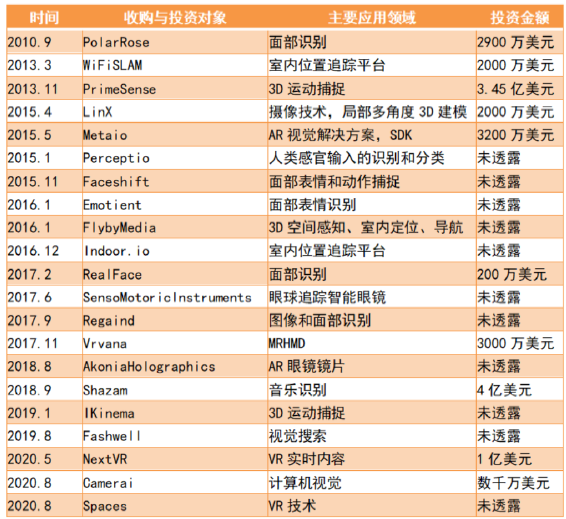 时间 收购与投资对象 主要应用领域 投资金额
2010.9 PolarRose 面部识别 2900 万美元
2013.3 WiFiSLAM 室内位置追踪平台 2000 万美元
2013.11 PrimeSense 3D 运动捕捉 3.45 亿美元
2015.4 LinX 摄像技术，局部多角度 3D 建模 2000 万美元
2015.5 Metaio AR 视觉解决方案，SDK 3200 万美元
2015.1 Perceptio 人类感官输入的识别和分类 未透露
2015.11 Faceshift 面部表情和动作捕捉 未透露
2016.1 Emotient 面部表情识别 未透露
2016.1 FlybyMedia 3D 空间感知、室内定位、导航 未透露
2016.12 Indoor.io 室内位置追踪平台 未透露
2017.2 RealFace 面部识别 200 万美元
2017.6 SensoMotoricInstruments 眼球追踪智能眼镜 未透露
2017.9 Regaind 图像和面部识别 未透露
2017.11 Vrvana MRHMD 3000 万美元
2018.8 AkoniaHolographics AR 眼镜镜片 未透露
2018.9 Shazam 音乐识别 4 亿美元
2019.1 IKinema 3D 运动捕捉 未透露
2019.8 Fashwell 视觉搜索 未透露
2020.5 NextVR VR 实时内容 1 亿美元
2020.8 Camerai 计算机视觉 数千万美元
2020.8 Spaces VR 技术 未透露